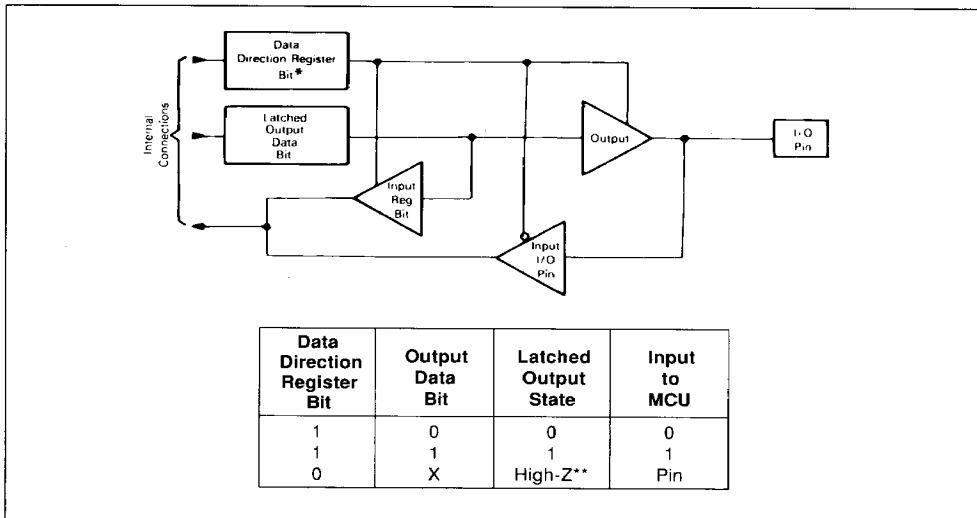 Data
Direction Register
Bit*
Latched
Output
Data
Bit
Internal
Connections
Output
I·O
Pin
Input
Reg
Bit
Input
I/O
Pin
Data
Direction
Register
Bit
Output
Data
Bit
Latched
Output
State
Input
to
MCU
1 0 0 0
1 1 1 1
0 X High-Z** Pin